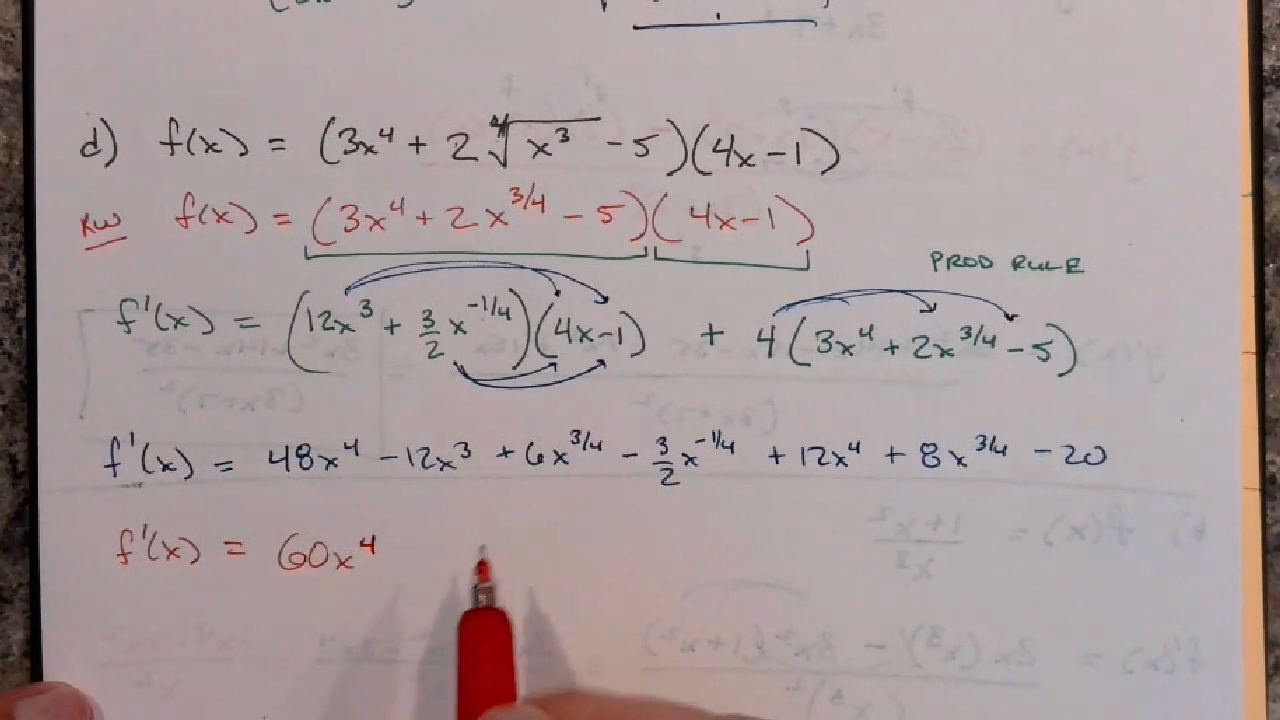 d) f(x) = (3x⁴ + 2 ∜x³ - 5)(4x - 1)
RW f(x) = (3x⁴ + 2x^3/4 - 5)(4x - 1)
PROD RULE
f'(x) = (12x³ + 3/2 x^-1/4)(4x - 1) + 4(3x⁴ + 2x^3/4 - 5)
f'(x) = 48x⁴ - 12x³ + 6x^3/4 - 3/2 x^-1/4 + 12x⁴ + 8x^3/4 - 20
f'(x) = 60x⁴